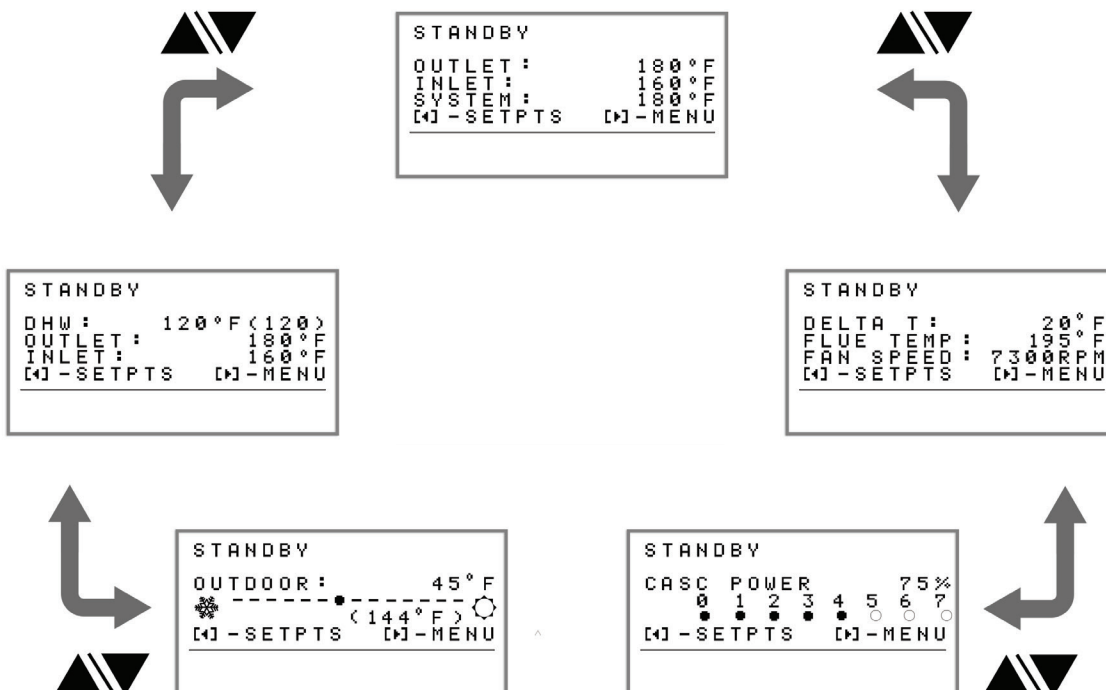 STANDBY
OUTLET: 180°F
INLET: 160°F
SYSTEM: 180°F
[◂]-SETPTS [▸]-MENU
STANDBY
DHW: 120°F(120)
OUTLET: 180°F
INLET: 160°F
[◂]-SETPTS [▸]-MENU
STANDBY
DELTA T: 20°F
FLUE TEMP: 195°F
FAN SPEED: 7300RPM
[◂]-SETPTS [▸]-MENU
STANDBY
OUTDOOR: 45°F
(144°F)
[◂]-SETPTS [▸]-MENU
STANDBY
CASC POWER 75%
0 1 2 3 4 5 6 7
[◂]-SETPTS [▸]-MENU